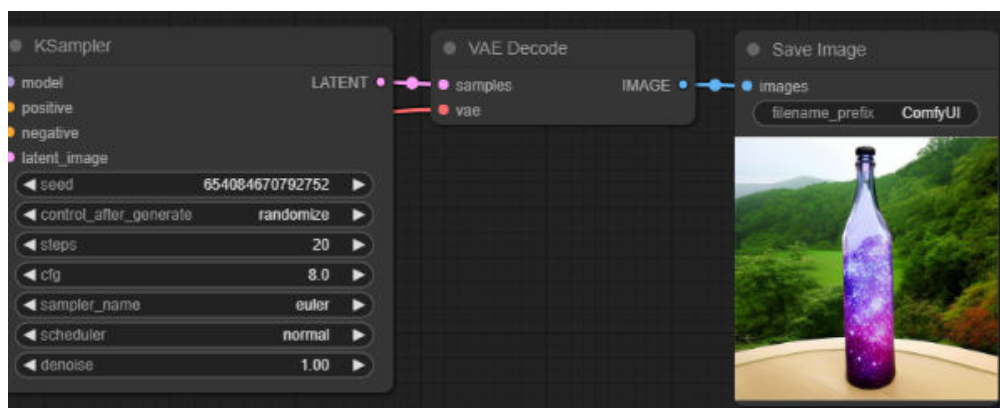 KSampler
model LATENT
positive
negative
latent_image
seed 654084670792752
control_after_generate randomize
steps 20
cfg 8.0
sampler_name euler
scheduler normal
denoise 1.00
VAE Decode
samples IMAGE
vae
Save Image
images
filename_prefix ComfyUI